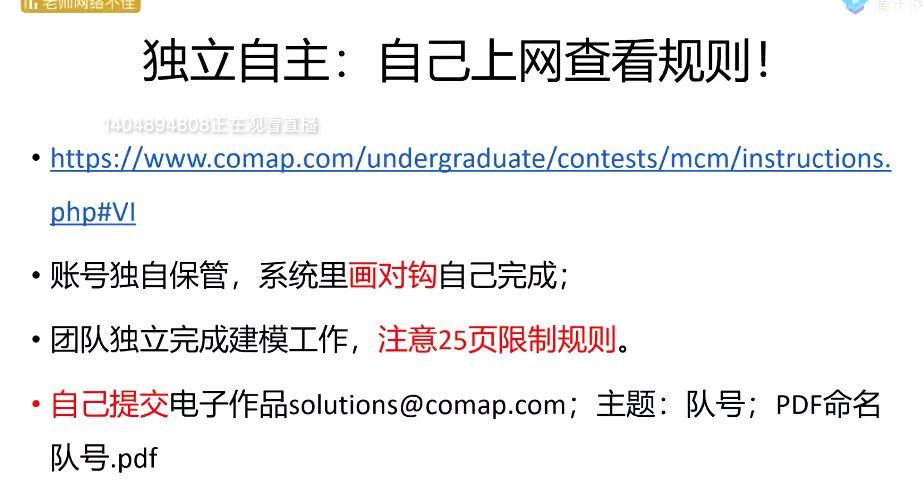 老师网络不佳
独立自主：自己上网查看规则！
1404894808正在观看直播
• https://www.comap.com/undergraduate/contests/mcm/instructions.
php#VI
• 账号独自保管，系统里画对钩自己完成；
• 团队独立完成建模工作，注意25页限制规则。
• 自己提交电子作品solutions@comap.com；主题：队号；PDF命名
队号.pdf